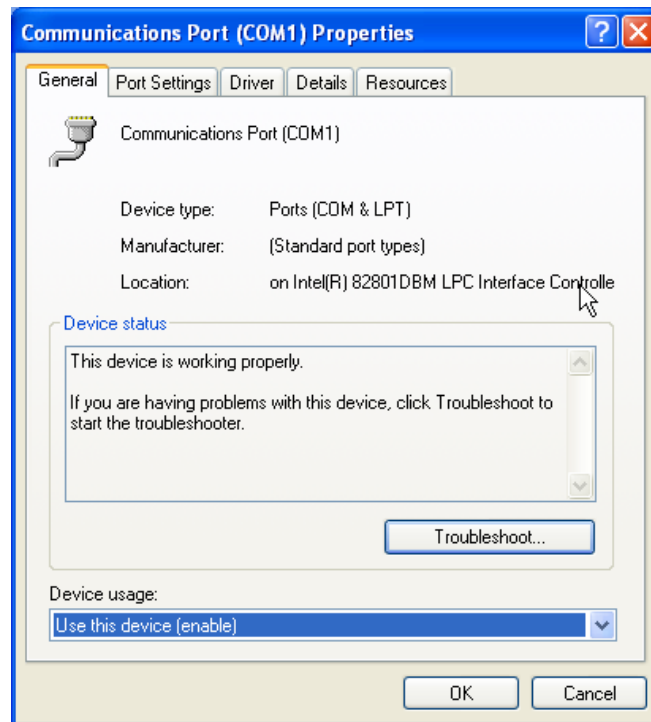 Communications Port (COM1) Properties
General Port Settings Driver Details Resources
Communications Port (COM1)
Device type: Ports (COM & LPT)
Manufacturer: (Standard port types)
Location: on Intel(R) 82801DBM LPC Interface Controlle
Device status
This device is working properly.
If you are having problems with this device, click Troubleshoot to
start the troubleshooter.
Troubleshoot...
Device usage:
Use this device (enable)
OK Cancel